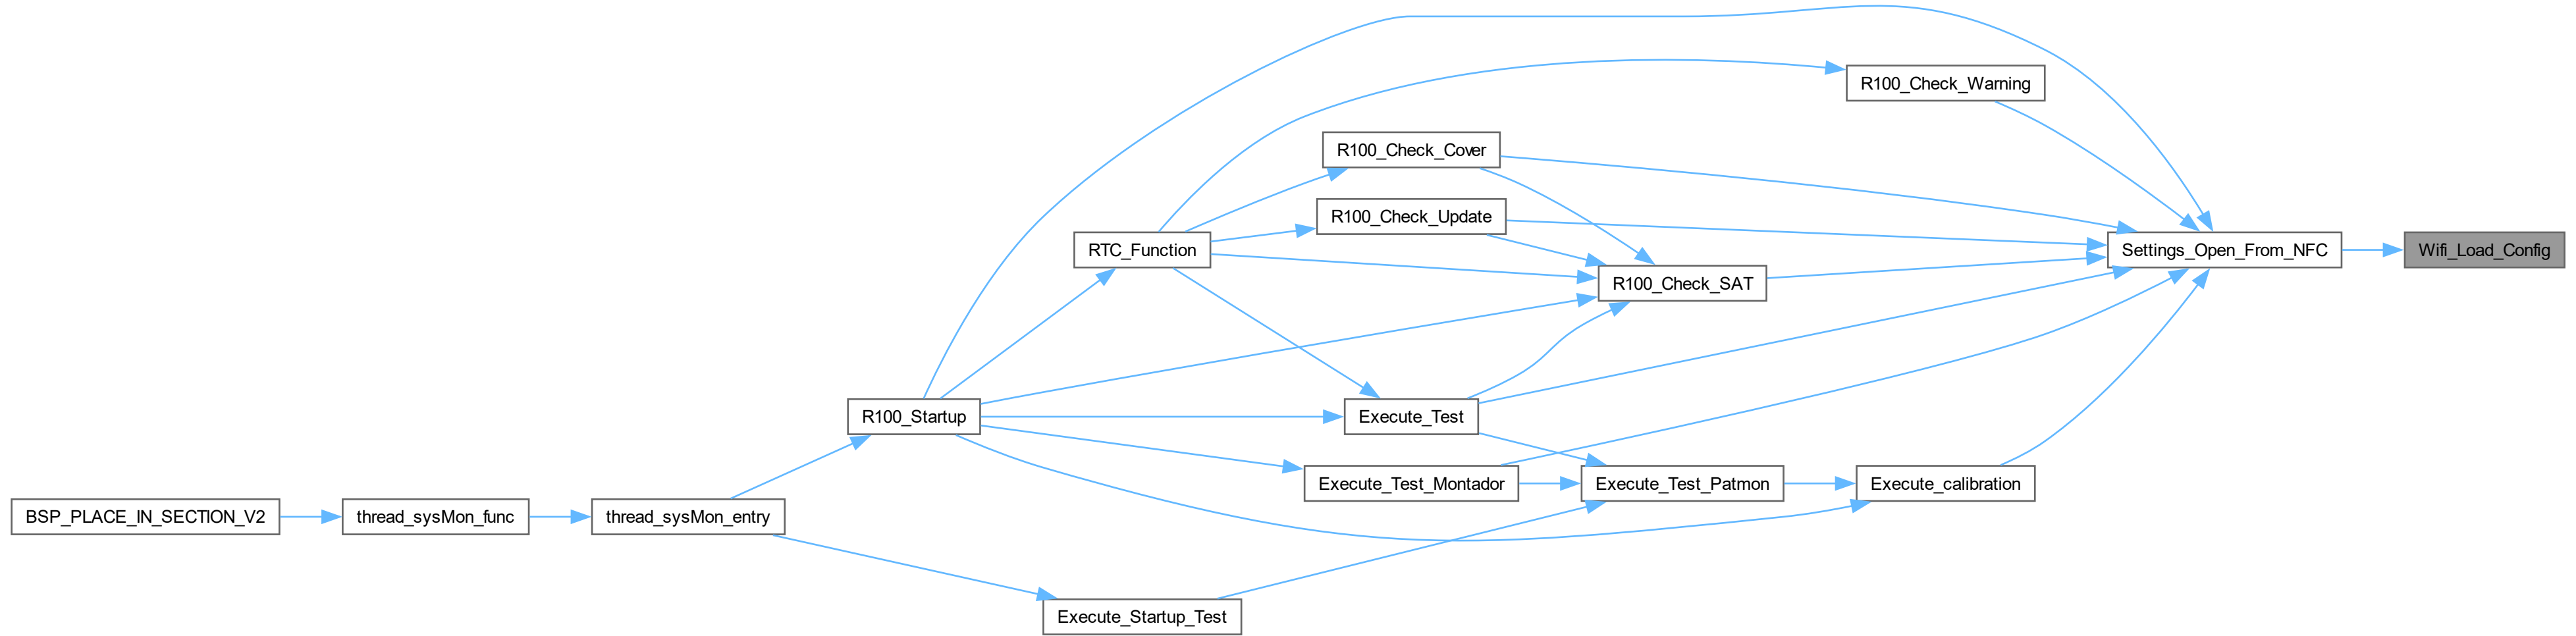 R100_Check_Warning
R100_Check_Cover
R100_Check_Update
RTC_Function
Settings_Open_From_NFC
Wifi_Load_Config
R100_Check_SAT
R100_Startup
Execute_Test
Execute_Test_Montador
Execute_Test_Patmon
Execute_calibration
BSP_PLACE_IN_SECTION_V2
thread_sysMon_func
thread_sysMon_entry
Execute_Startup_Test